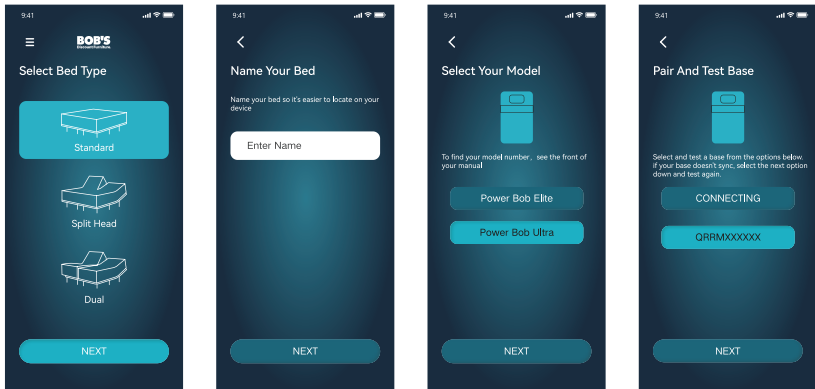 9:41
BOB'S
Discount Furniture.
Select Bed Type
Standard
Split Head
Dual
NEXT
9:41
Name Your Bed
Name your bed so it's easier to locate on your
device
Enter Name
NEXT
9:41
Select Your Model
To find your model number, see the front of
your manual
Power Bob Elite
Power Bob Ultra
NEXT
9:41
Pair And Test Base
Select and test a base from the options below.
if your base doesn't sync, select the next option
down and test again.
CONNECTING
QRRMXXXXXX
NEXT